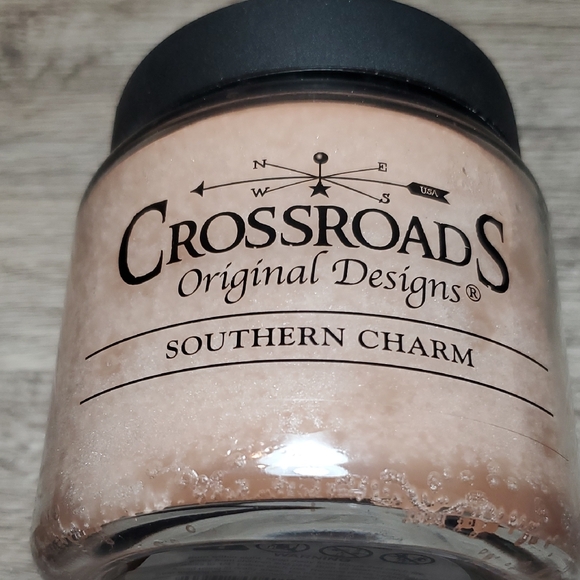 N E
USA
W S
CROSSROADS
Original Designs®
SOUTHERN CHARM